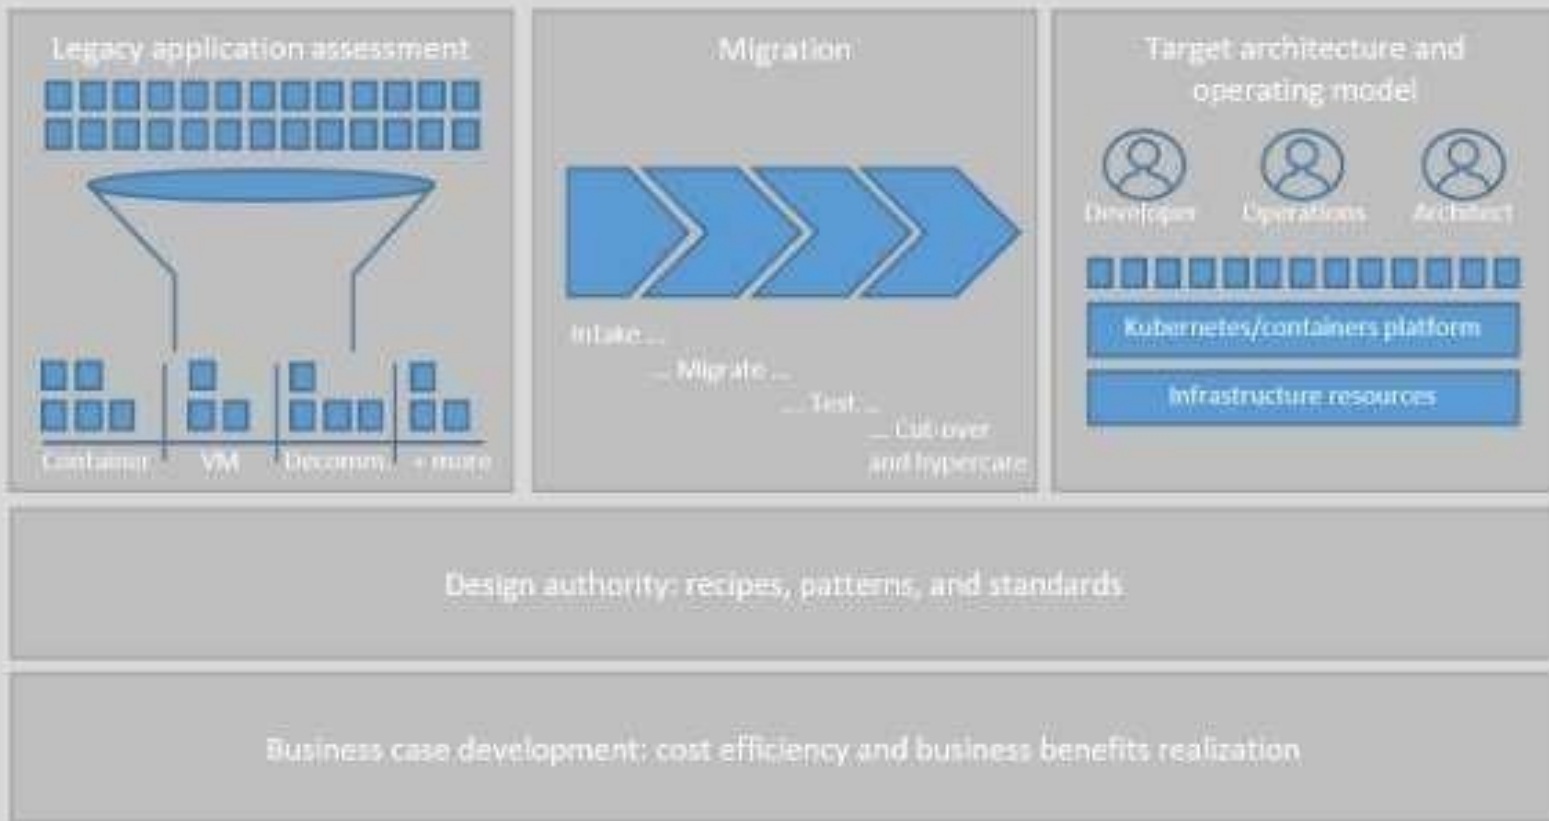 Legacy application assessment
Container
VM
Decomm.
+ more
Migration
Intake ...
... Migrate ...
... Test ...
... Cut-over
and hypercare
Target architecture and
operating model
Developer
Operations
Architect
Kubernetes/containers platform
Infrastructure resources
Design authority: recipes, patterns, and standards
Business case development: cost efficiency and business benefits realization